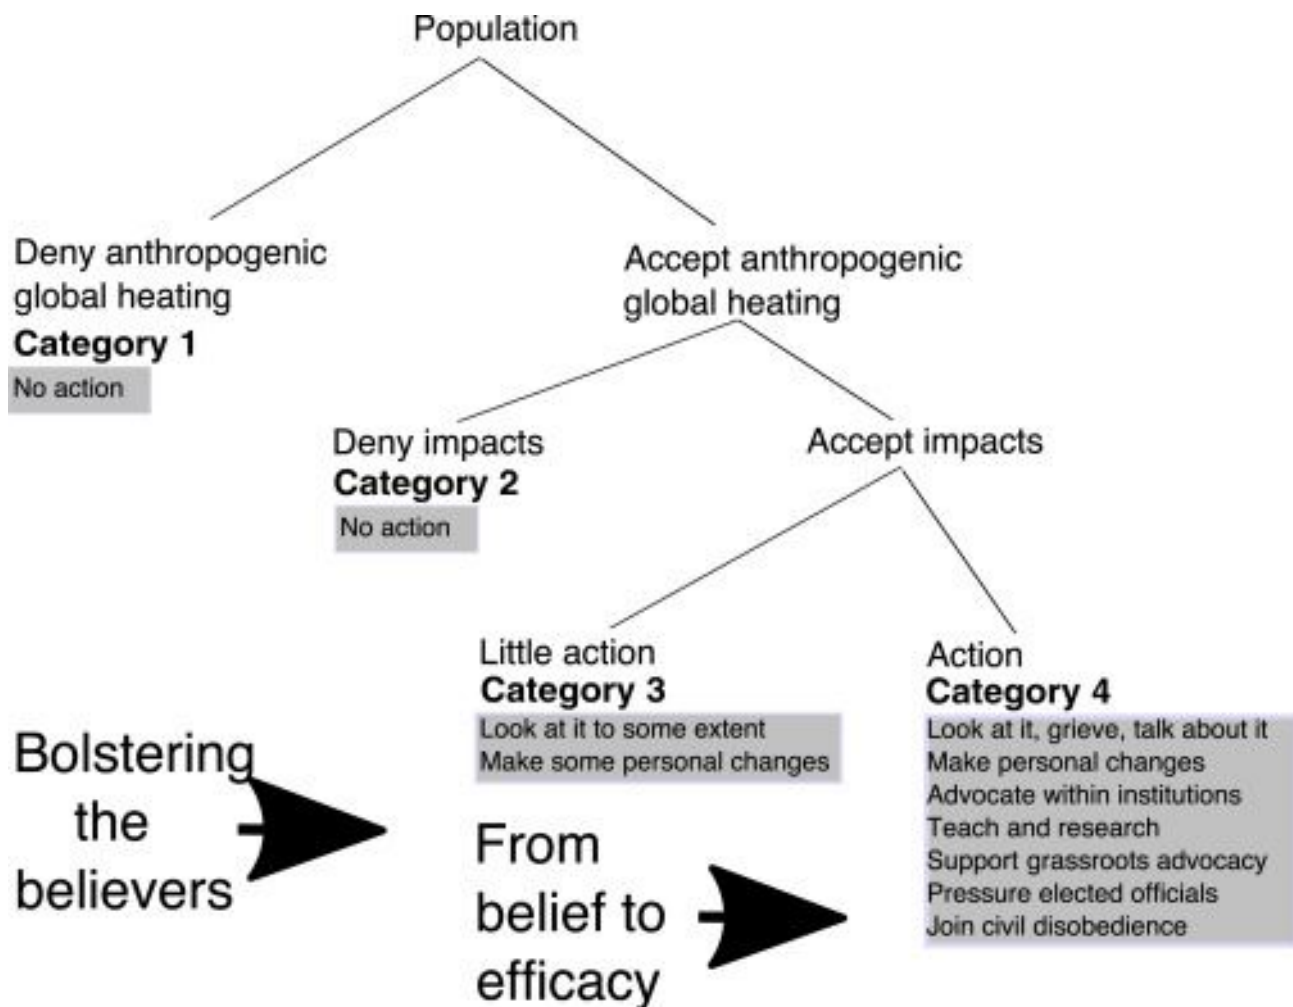 Population
Deny anthropogenic
global heating
Category 1
No action
Accept anthropogenic
global heating
Deny impacts
Category 2
No action
Accept impacts
Little action
Category 3
Look at it to some extent
Make some personal changes
Action
Category 4
Look at it, grieve, talk about it
Make personal changes
Advocate within institutions
Teach and research
Support grassroots advocacy
Pressure elected officials
Join civil disobedience
Bolstering
the
believers
From
belief to
efficacy